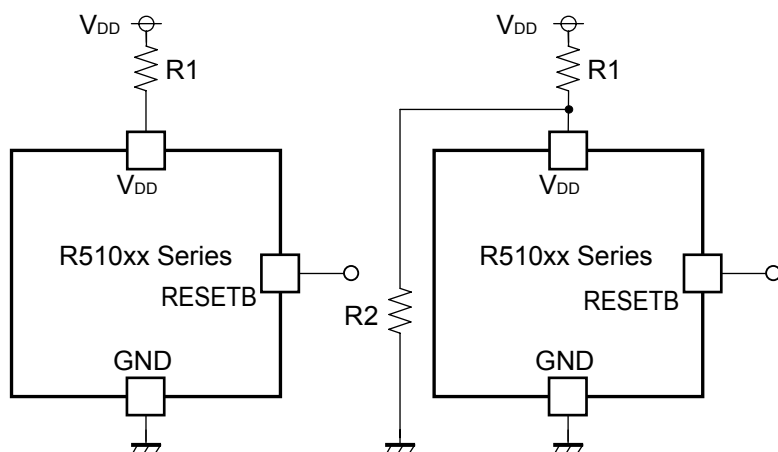 VDD
R1
VDD
R510xx Series
RESETB
GND
VDD
R1
VDD
R510xx Series
RESETB
R2
GND